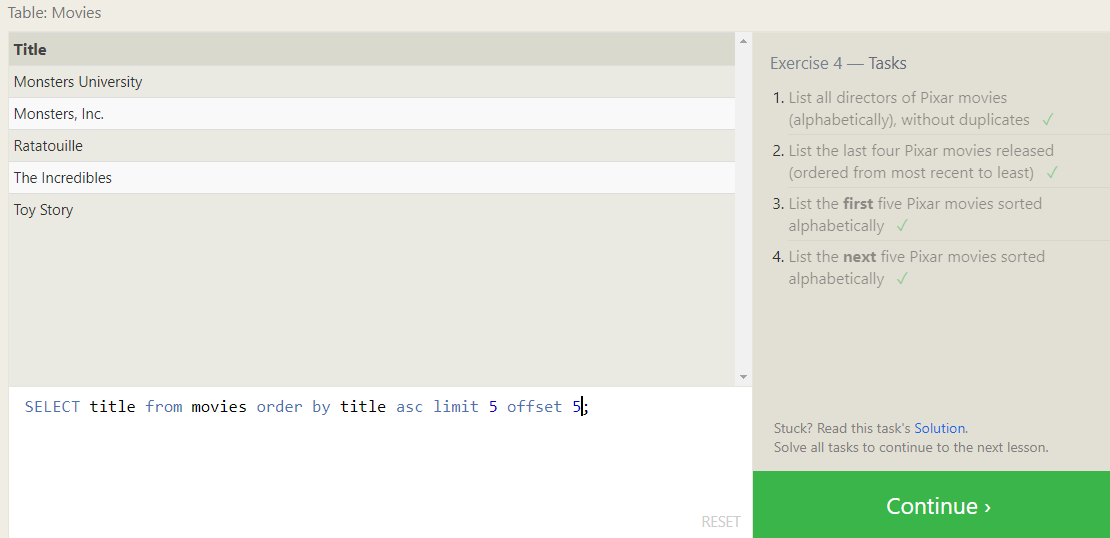 Table: Movies
Title
Monsters University
Monsters, Inc.
Ratatouille
The Incredibles
Toy Story
SELECT title from movies order by title asc limit 5 offset 5;
RESET
Exercise 4 — Tasks
1. List all directors of Pixar movies
(alphabetically), without duplicates ✓
2. List the last four Pixar movies released
(ordered from most recent to least) ✓
3. List the first five Pixar movies sorted
alphabetically ✓
4. List the next five Pixar movies sorted
alphabetically ✓
Stuck? Read this task's Solution.
Solve all tasks to continue to the next lesson.
Continue ›